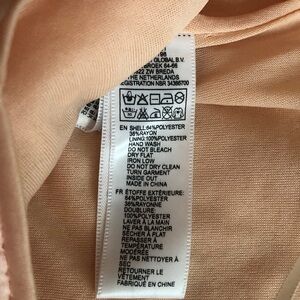 GLOBAL B.V.
ROEK 64-66
22 ZW BREDA
THE NETHERLANDS
REGISTRATION NBR 34365700
EN SHELL:64%POLYESTER
36%RAYON
LINING:100%POLYESTER
HAND WASH
DO NOT BLEACH
DRY FLAT
IRON LOW
DO NOT DRY CLEAN
TURN GARMENT
INSIDE OUT
MADE IN CHINA
FR ÉTOFFE EXTÉRIEURE:
64%POLYESTER
36%RAYONNE
DOUBLURE:
100%POLYESTER
LAVER À LA MAIN
NE PAS BLANCHIR
SÉCHER À PLAT
REPASSER À
TEMPÉRATURE
MODÉRÉE
NE PAS NETTOYER À
SEC
RETOURNER LE
VÊTEMENT
FABRIQUÉ EN CHINE